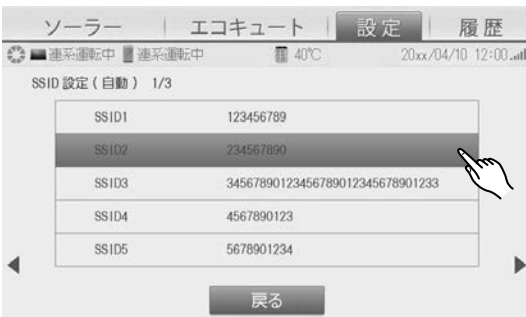 ソーラー エコキュート 設定 履歴
連系運転中 連系運転中 40℃ 20xx/04/10 12:00
SSID設定(自動) 1/3
SSID1 123456789
SSID2 234567890
SSID3 34567890123456789012345678901233
SSID4 4567890123
SSID5 5678901234
戻る